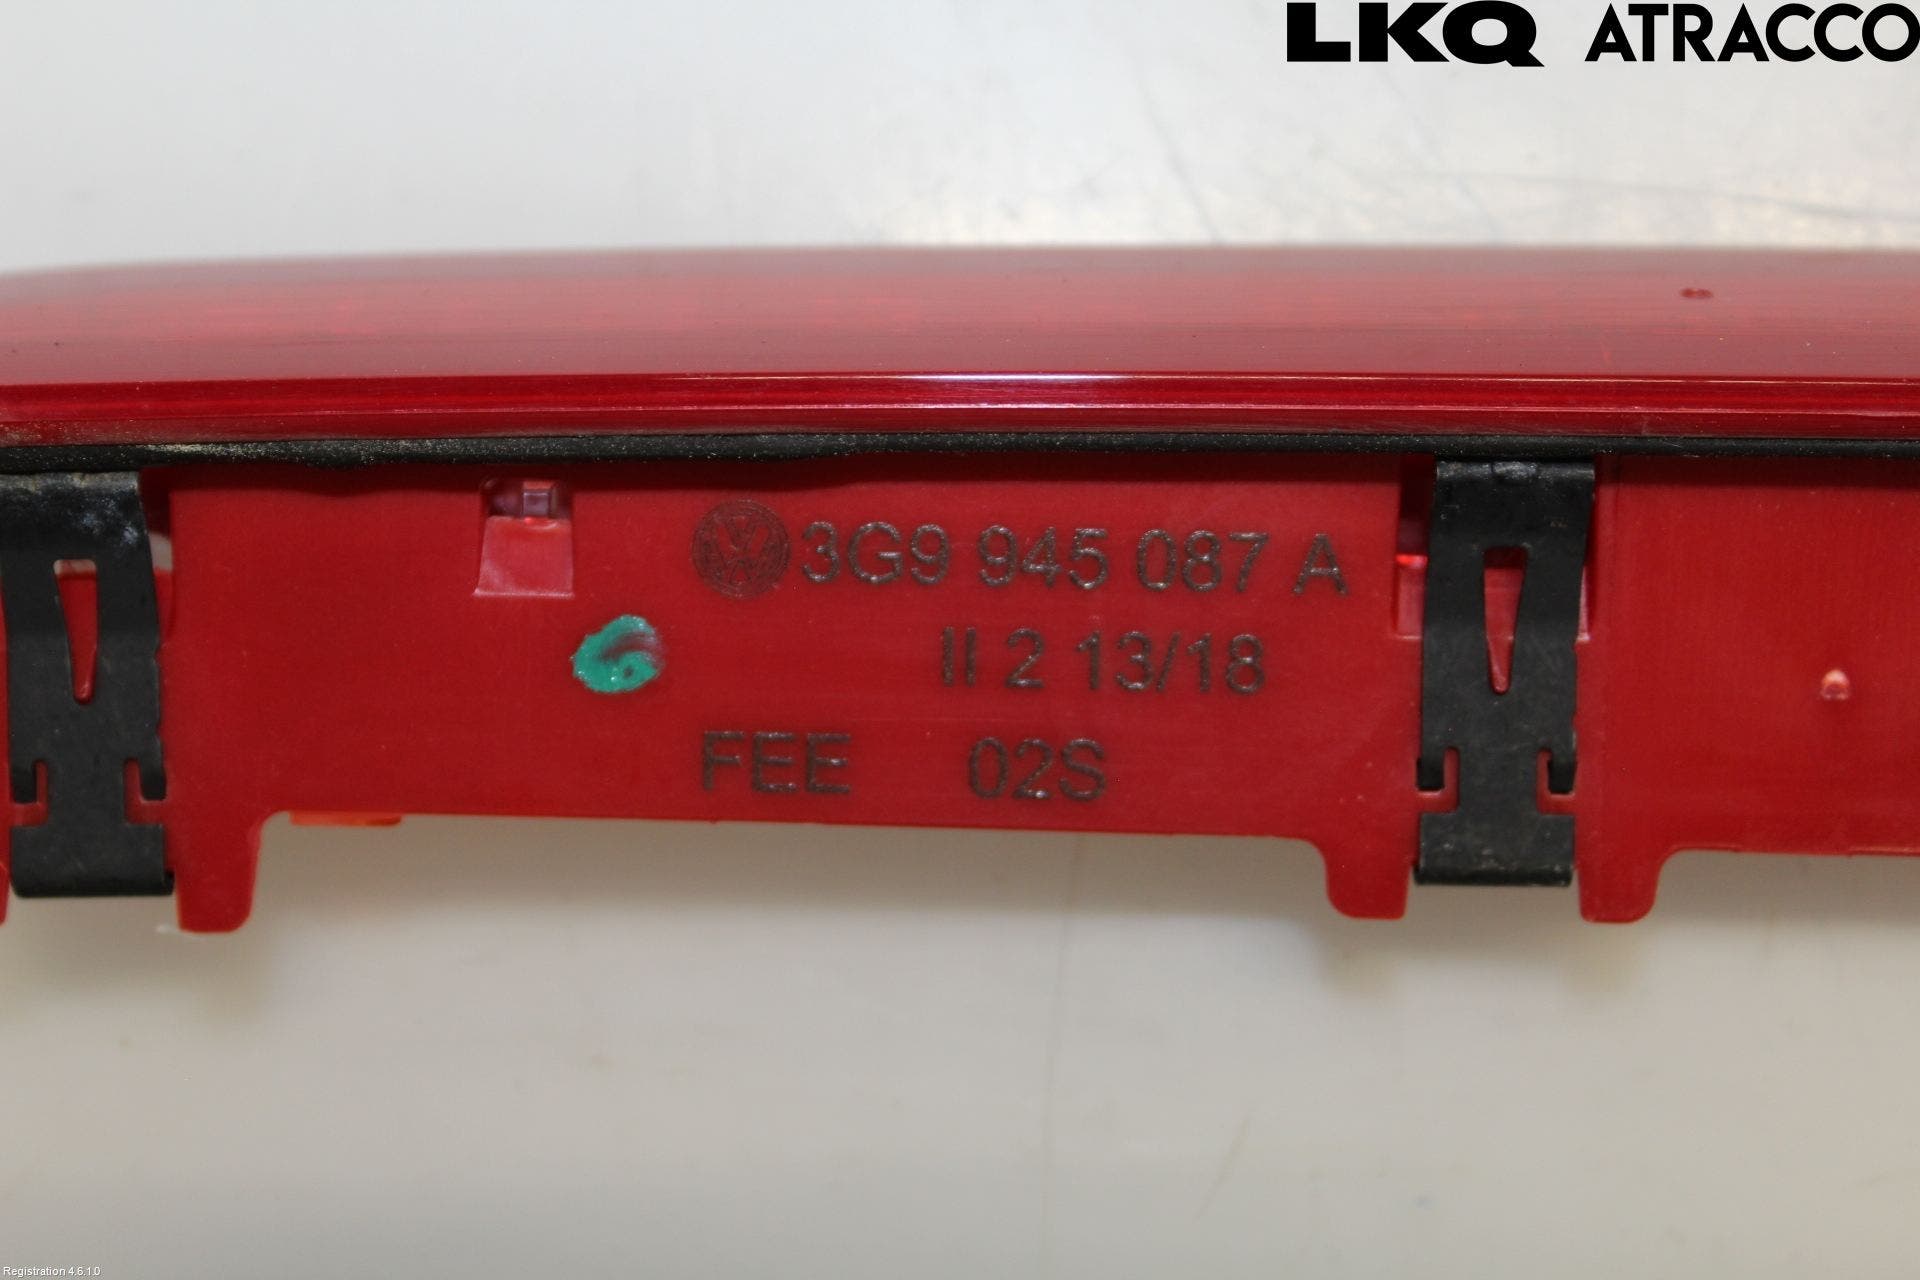 LKQ ATRACCO
3G9 945 087 A
II 2 13/18
FEE 02S
Registration 4.6.1.0